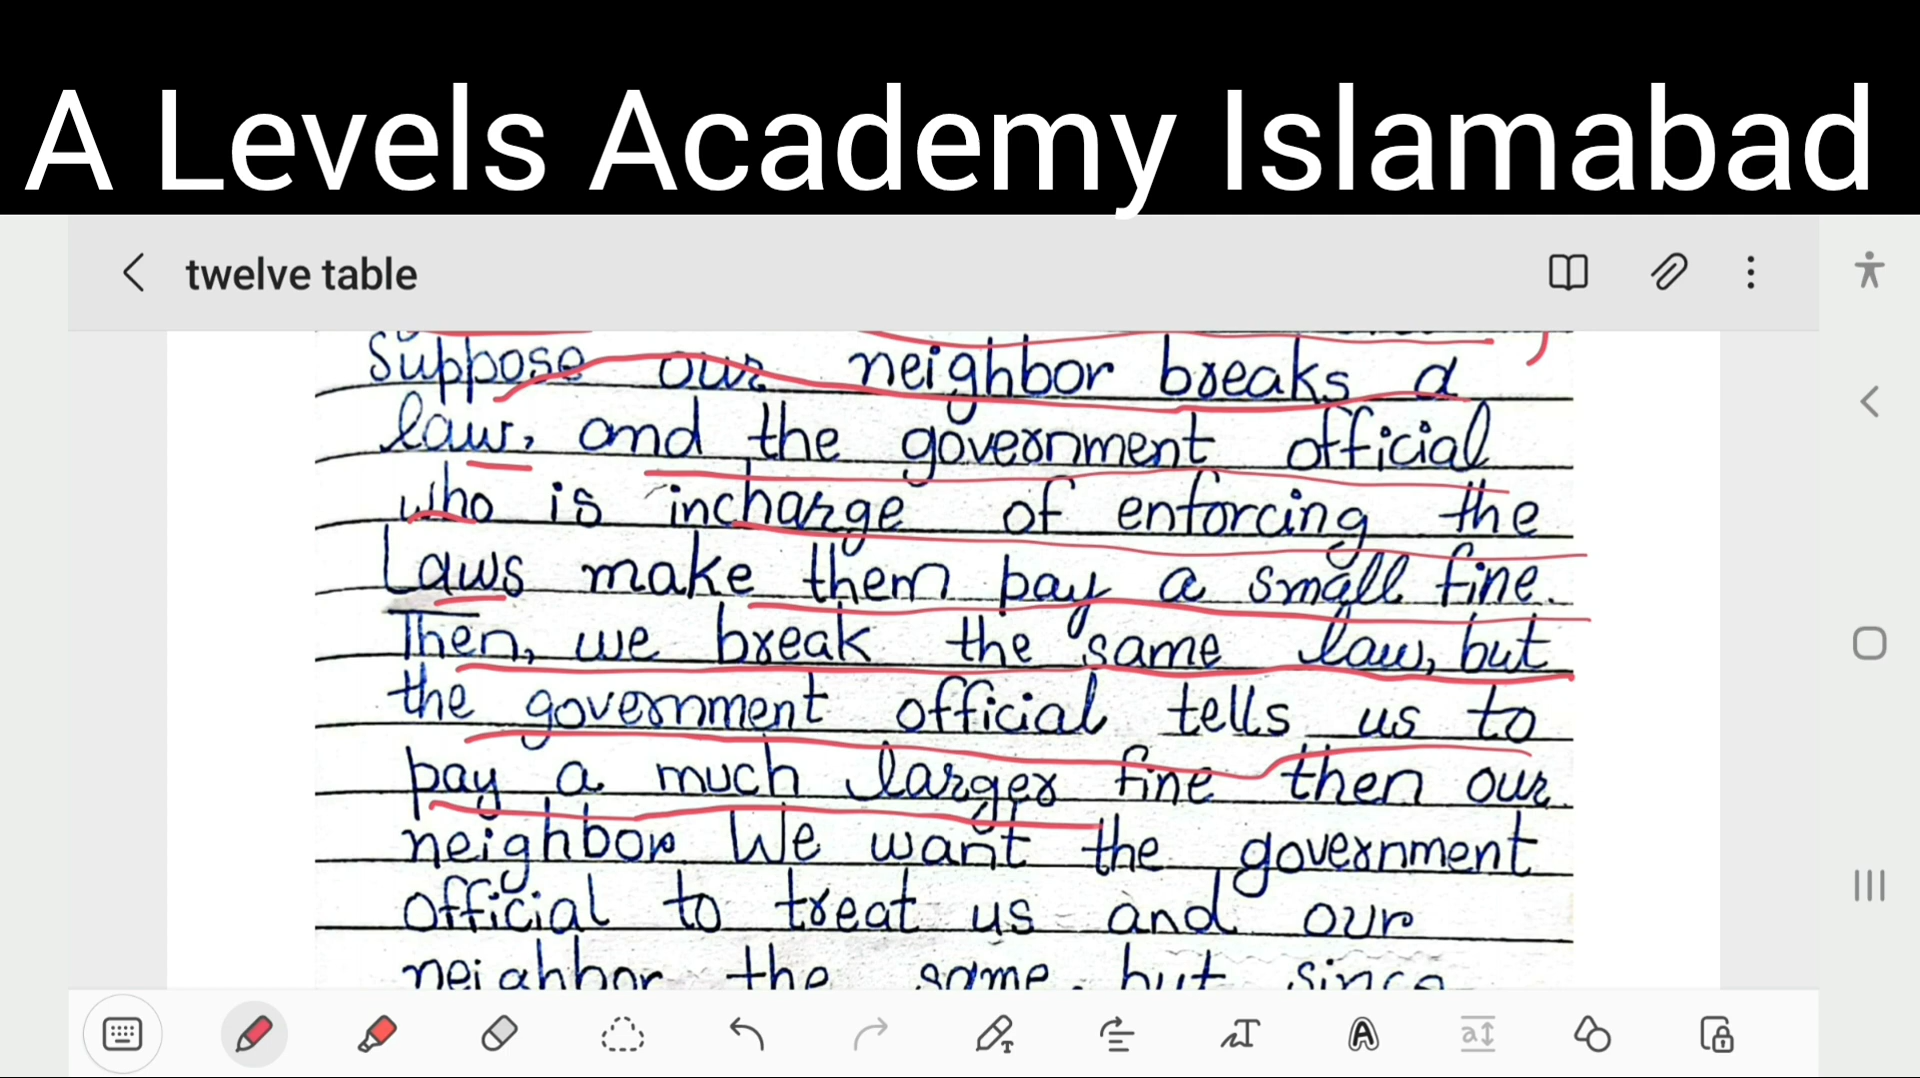 A Levels Academy Islamabad
twelve table
Suppose our neighbor breaks a
law, and the government official
who is incharge of enforcing the
Laws make them pay a small fine.
Then, we break the same law, but
the government official tells us to
pay a much larger fine then our
neighbor We want the government
official to treat us and our
neighbor the same, but since